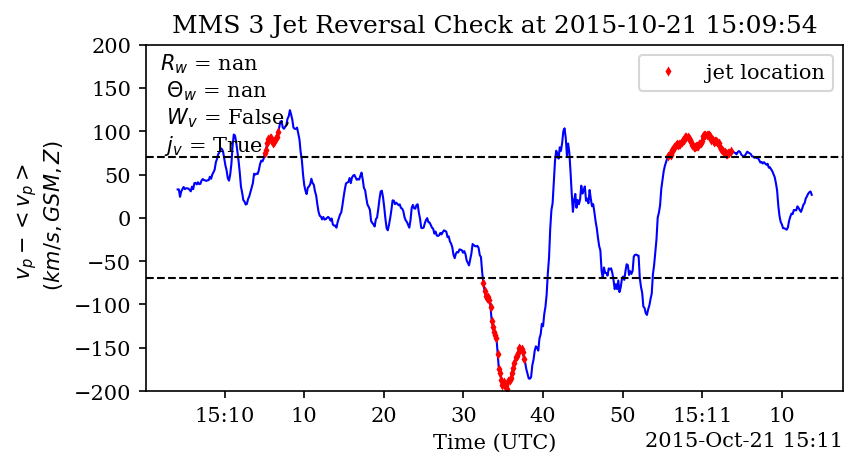 MMS 3 Jet Reversal Check at 2015-10-21 15:09:54
200
150
100
50
0
−50
−100
−150
−200
v_p − < v_p >
(km/s, GSM, Z)
R_w = nan
Θ_w = nan
W_v = False,
j_v = True,
jet location
15:10 10 20 30 40 50 15:11 10
Time (UTC)
2015-Oct-21 15:11